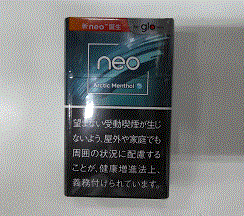 新neo™誕生
glo
neo
Arctic Menthol
望まない受動喫煙が生じ
ないよう、屋外や家庭でも
周囲の状況に配慮する
ことが、健康増進法上、
義務付けられています。